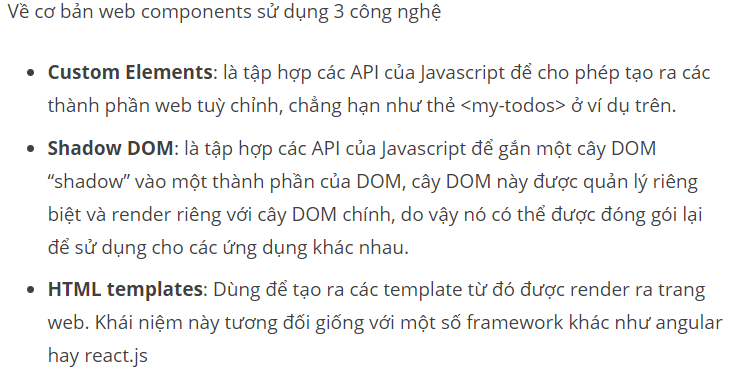 Về cơ bản web components sử dụng 3 công nghệ
• Custom Elements: là tập hợp các API của Javascript để cho phép tạo ra các
thành phần web tuỳ chỉnh, chẳng hạn như thẻ <my-todos> ở ví dụ trên.
• Shadow DOM: là tập hợp các API của Javascript để gắn một cây DOM
“shadow” vào một thành phần của DOM, cây DOM này được quản lý riêng
biệt và render riêng với cây DOM chính, do vậy nó có thể được đóng gói lại
để sử dụng cho các ứng dụng khác nhau.
• HTML templates: Dùng để tạo ra các template từ đó được render ra trang
web. Khái niệm này tương đối giống với một số framework khác như angular
hay react.js